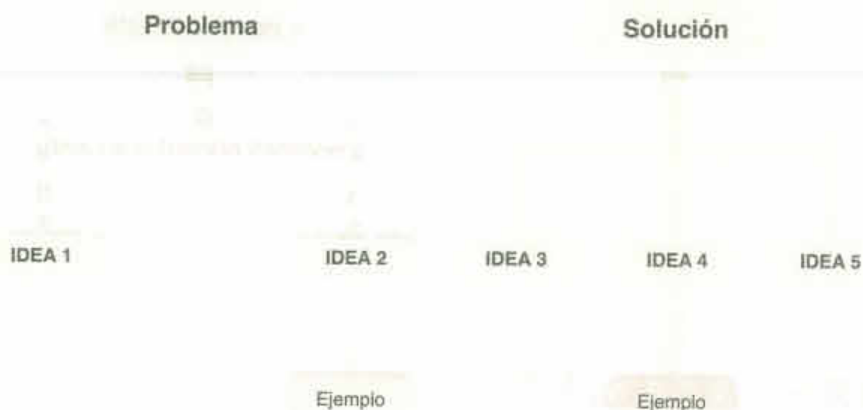 Problema Solución
IDEA 1 IDEA 2 IDEA 3 IDEA 4 IDEA 5
Ejemplo Ejemplo